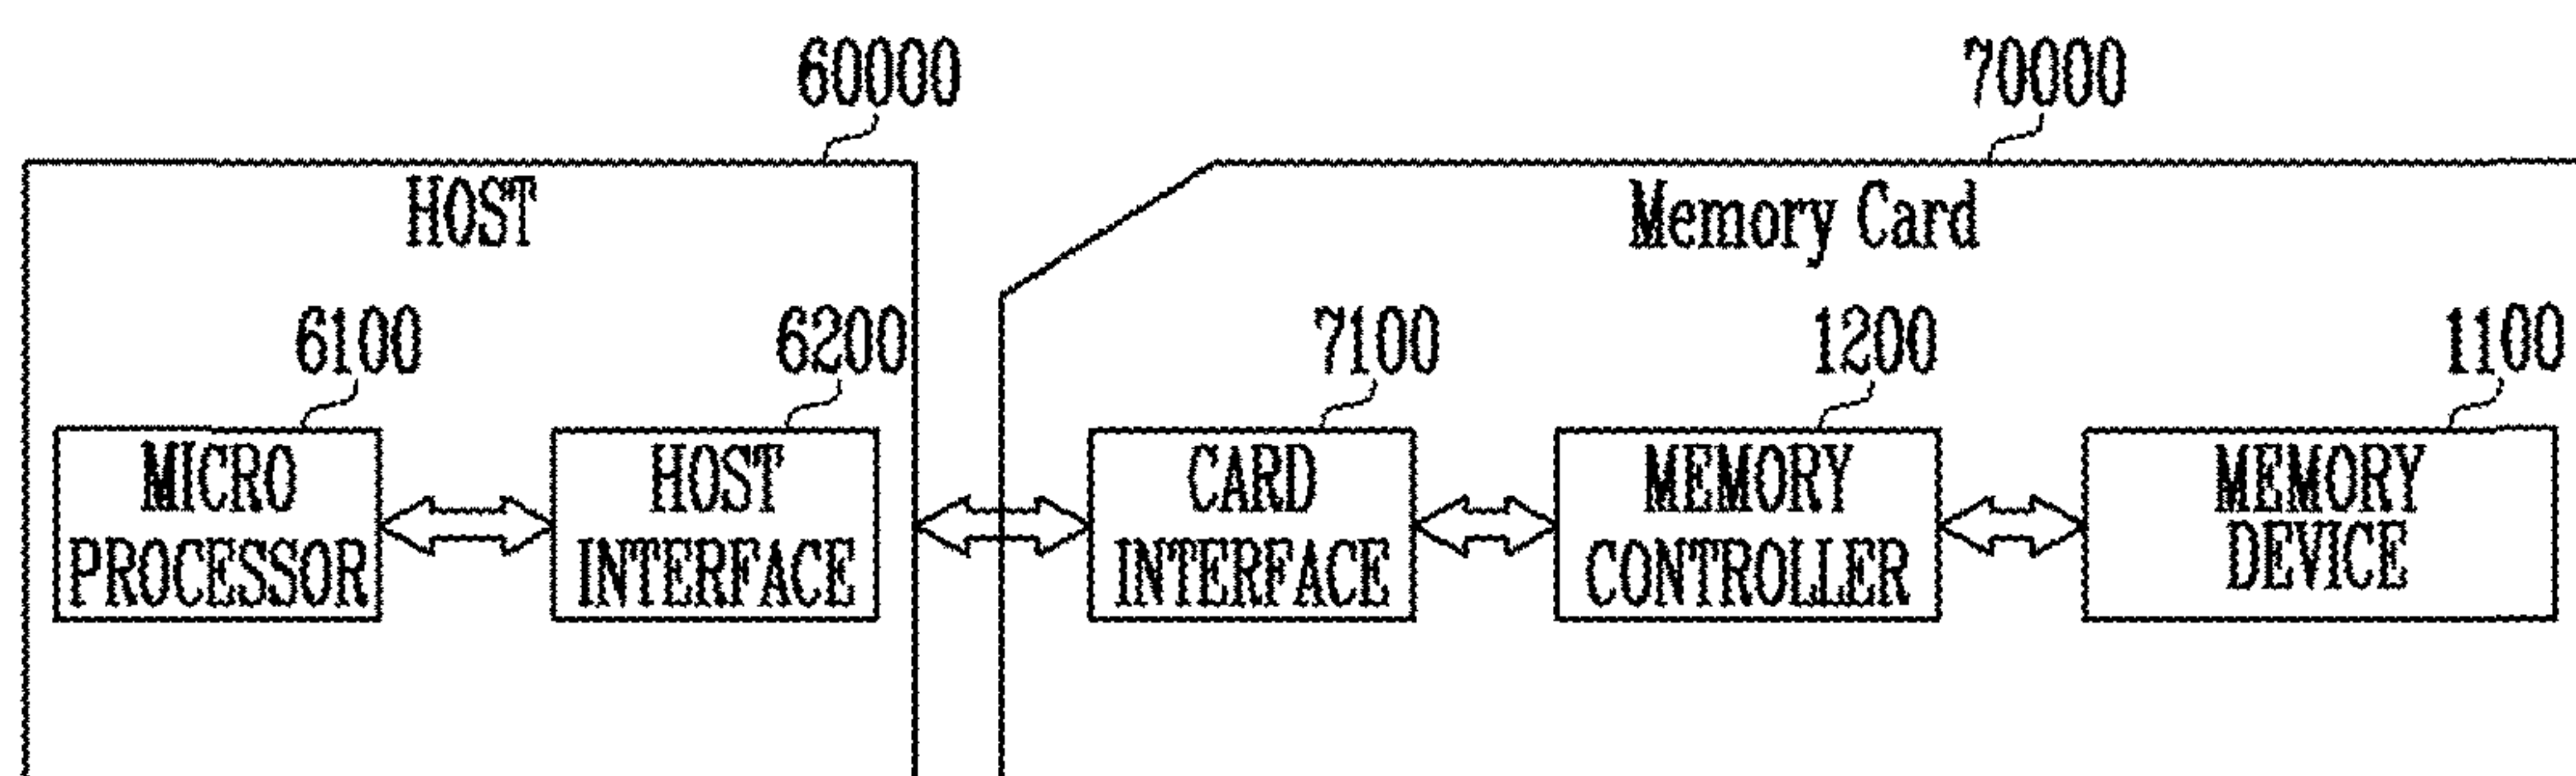 60000
70000
HOST
Memory Card
6100
6200
7100
1200
1100
MICRO
PROCESSOR
HOST
INTERFACE
CARD
INTERFACE
MEMORY
CONTROLLER
MEMORY
DEVICE